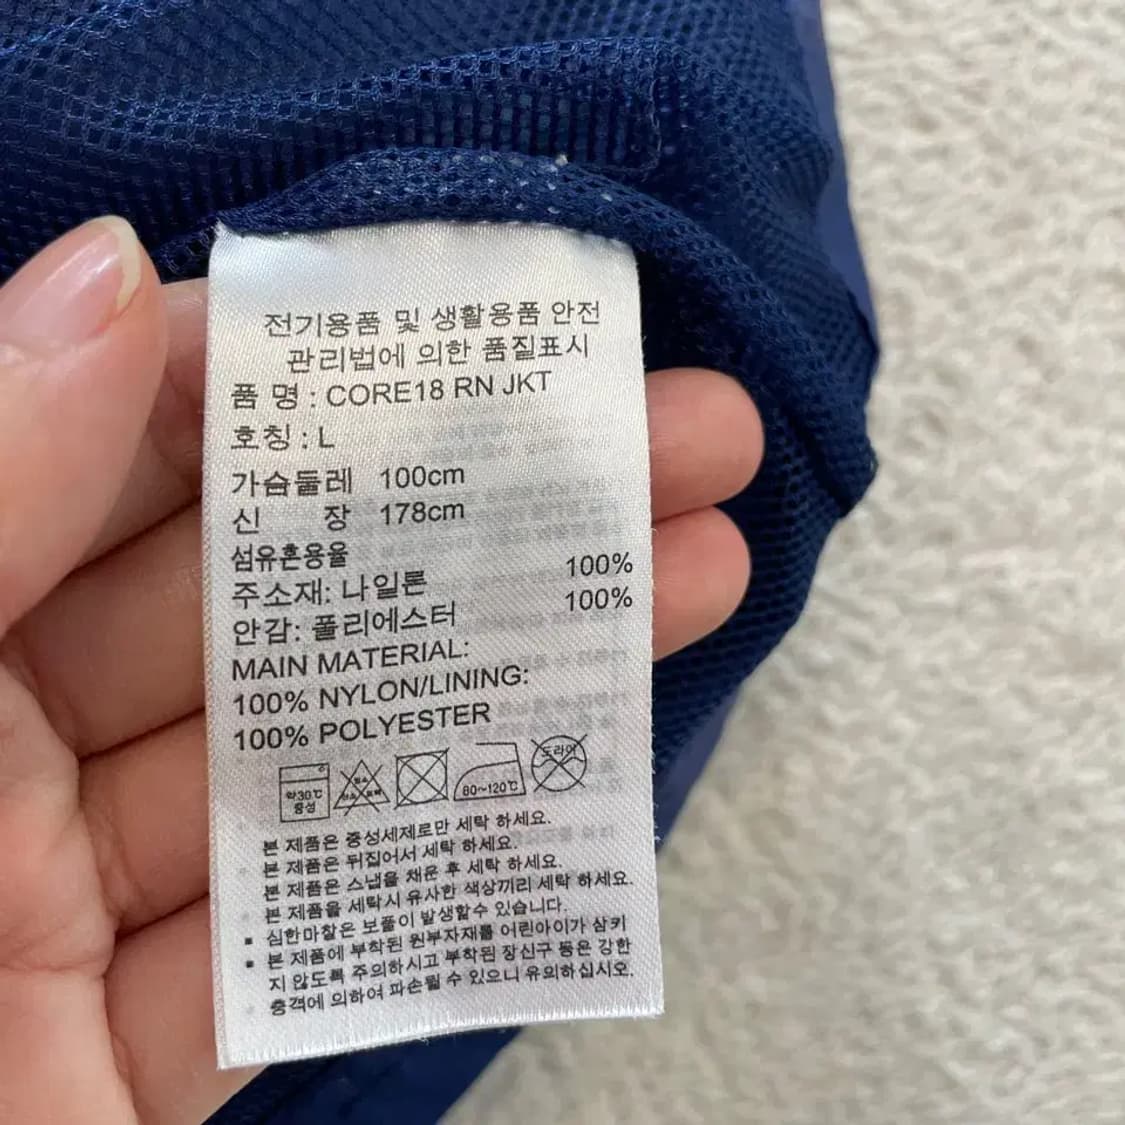 전기용품 및 생활용품 안전
관리법에 의한 품질표시
품 명 : CORE18 RN JKT
호칭 : L
가슴둘레 100cm
신 장 178cm
섬유혼용율
주소재: 나일론 100%
안감: 폴리에스터 100%
MAIN MATERIAL:
100% NYLON/LINING:
100% POLYESTER
약30℃
중성
80~120℃
드라이
본 제품은 중성세제로만 세탁 하세요.
본 제품은 뒤집어서 세탁 하세요.
본 제품은 스냅을 채운 후 세탁 하세요.
본 제품을 세탁시 유사한 색상끼리 세탁 하세요.
심한마찰은 보풀이 발생할수 있습니다.
본 제품에 부착된 원부자재를 어린아이가 삼키
지 않도록 주의하시고 부착된 장신구 등은 강한
충격에 의하여 파손될 수 있으니 유의하십시오.